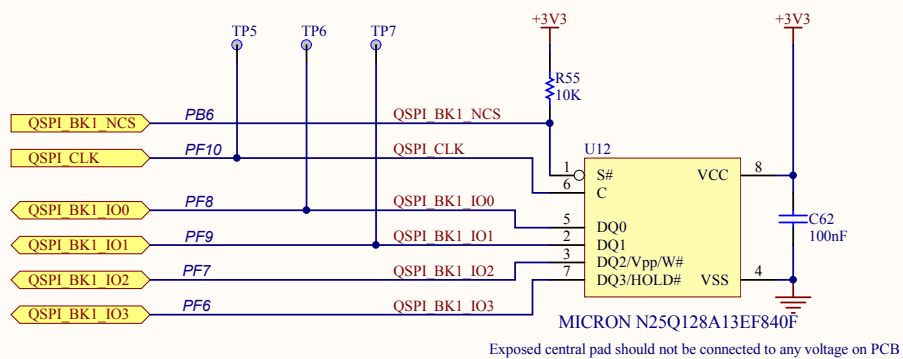 +3V3
+3V3
TP5
TP6
TP7
R55
10K
QSPI_BK1_NCS
PB6
QSPI_BK1_NCS
U12
QSPI_CLK
PF10
QSPI_CLK
1
S#
VCC
8
6
C
QSPI_BK1_IO0
PF8
QSPI_BK1_IO0
C62
100nF
5
DQ0
QSPI_BK1_IO1
PF9
QSPI_BK1_IO1
2
DQ1
3
DQ2/Vpp/W#
QSPI_BK1_IO2
PF7
QSPI_BK1_IO2
7
DQ3/HOLD#
VSS
4
QSPI_BK1_IO3
PF6
QSPI_BK1_IO3
MICRON N25Q128A13EF840F
Exposed central pad should not be connected to any voltage on PCB